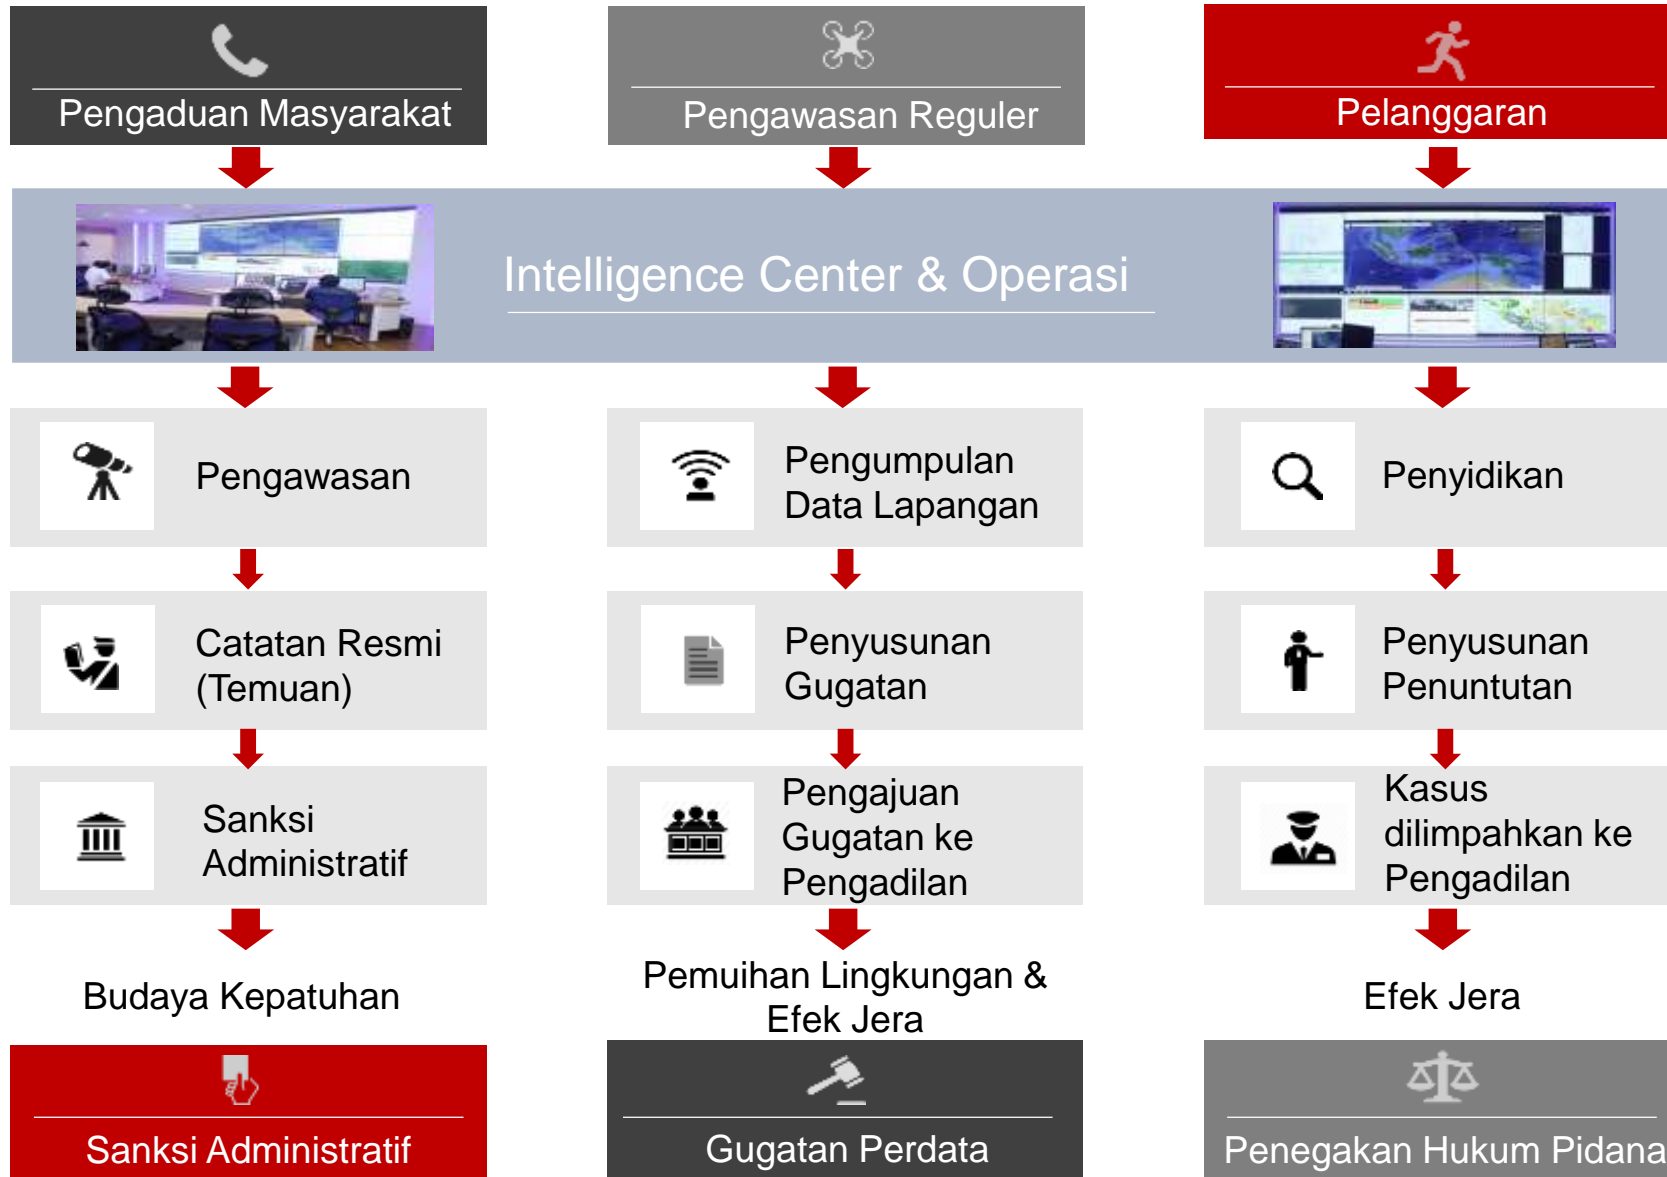 Pengaduan Masyarakat
Pengawasan Reguler
Pelanggaran
Intelligence Center & Operasi
Pengawasan
Pengumpulan
Data Lapangan
Penyidikan
Catatan Resmi
(Temuan)
Penyusunan
Gugatan
Penyusunan
Penuntutan
Sanksi
Administratif
Pengajuan
Gugatan ke
Pengadilan
Kasus
dilimpahkan ke
Pengadilan
Budaya Kepatuhan
Pemuihan Lingkungan &
Efek Jera
Efek Jera
Sanksi Administratif
Gugatan Perdata
Penegakan Hukum Pidana